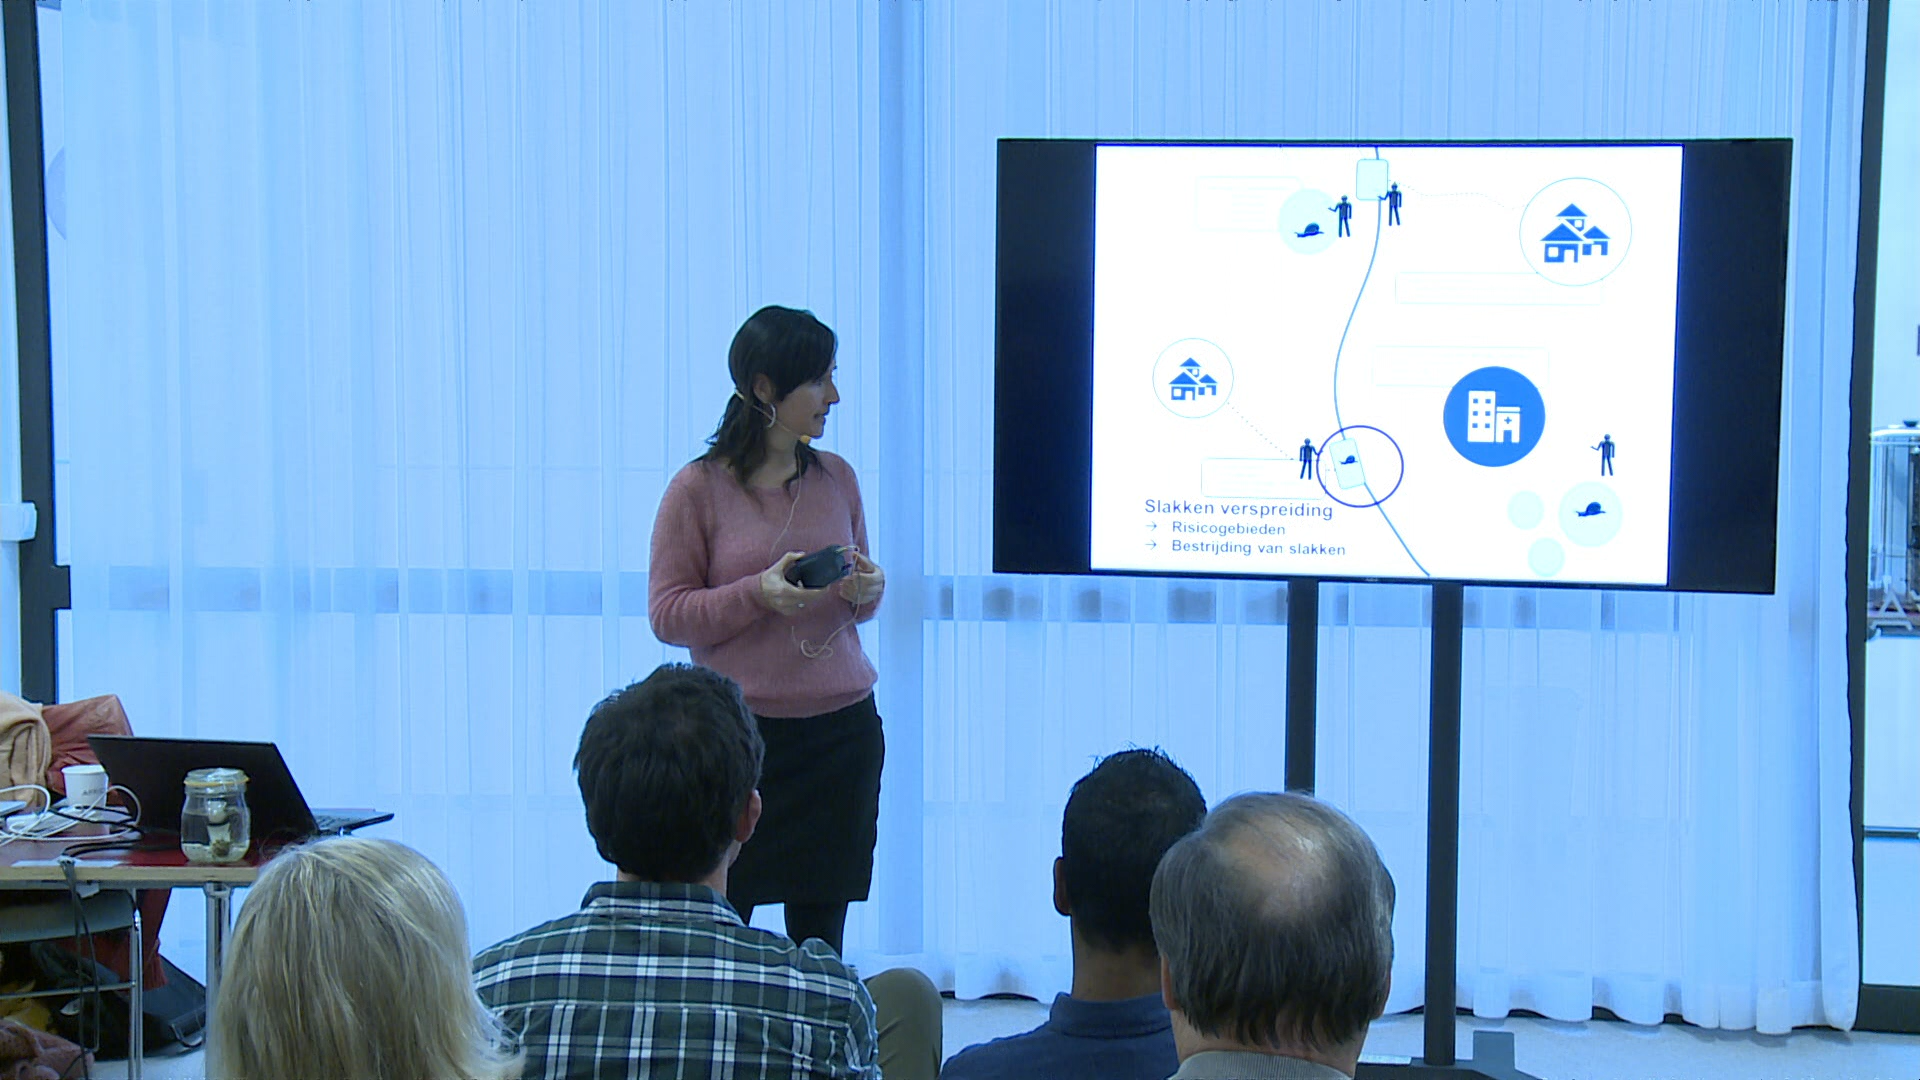 Slakken verspreiding
→ Risicogebieden
→ Bestrijding van slakken